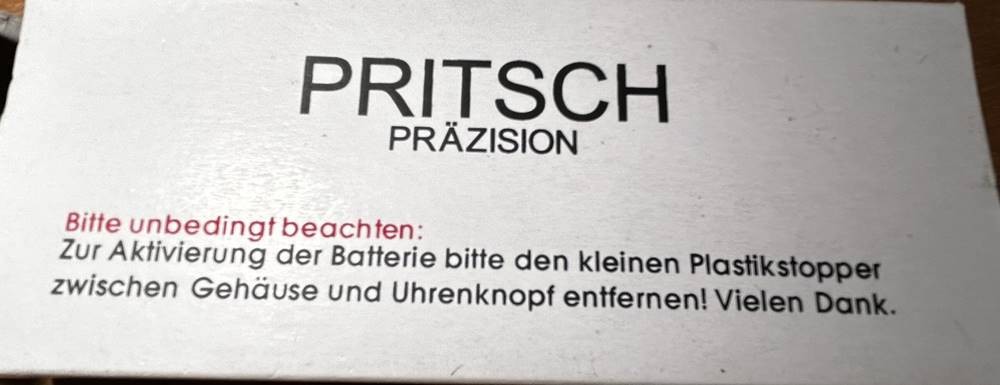 PRITSCH
PRÄZISION
Bitte unbedingt beachten:
Zur Aktivierung der Batterie bitte den kleinen Plastikstopper
zwischen Gehäuse und Uhrenknopf entfernen! Vielen Dank.